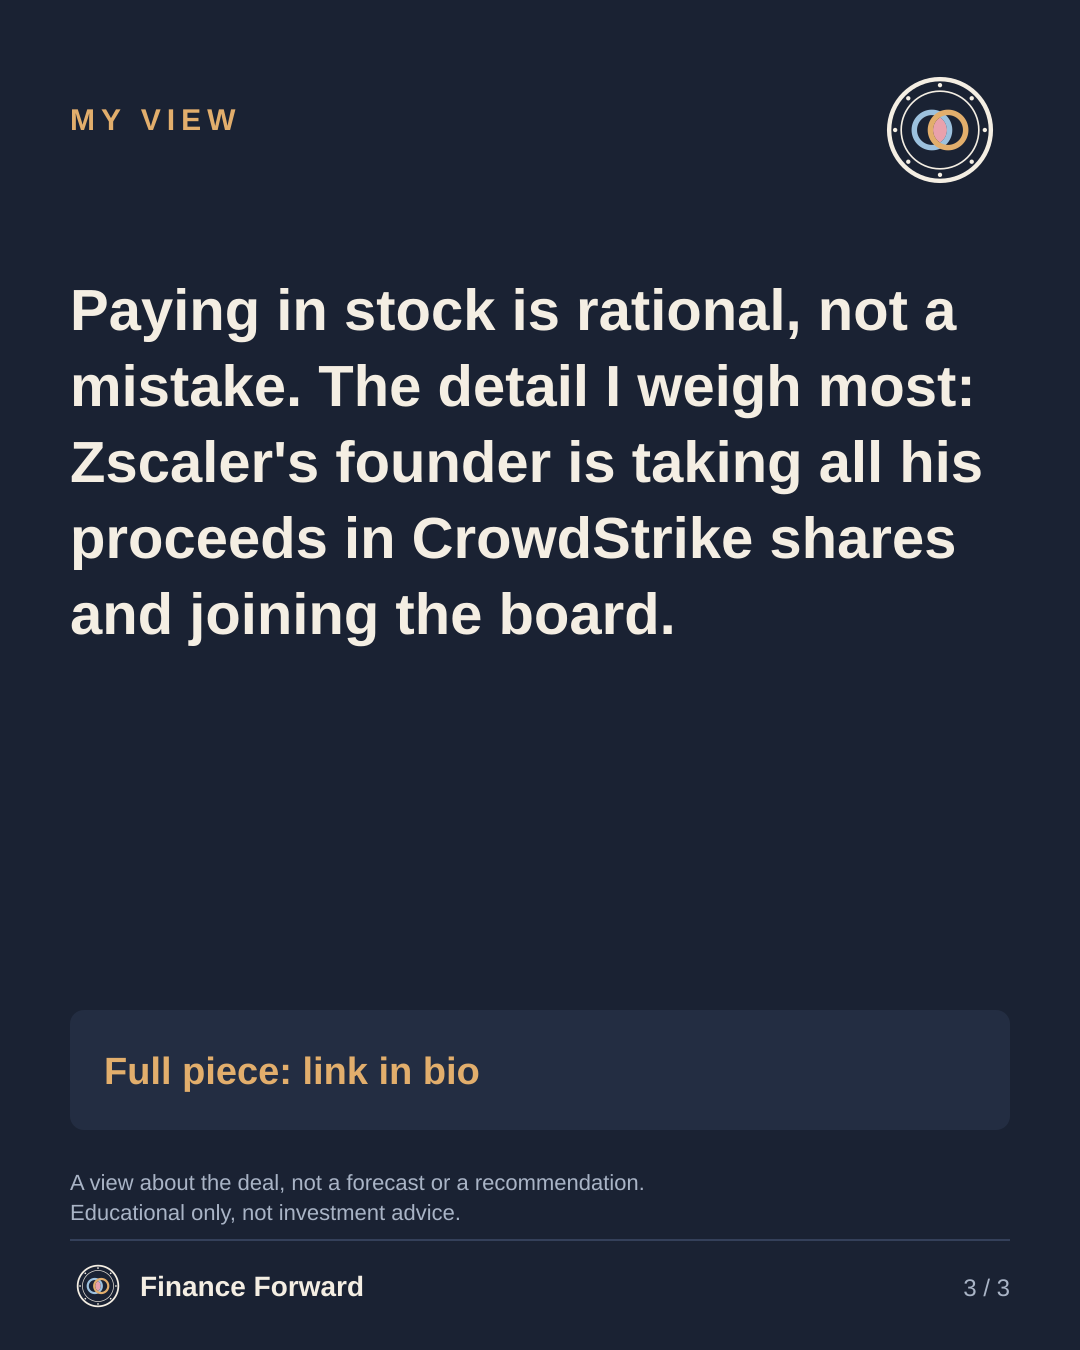 MY VIEW
Paying in stock is rational, not a
mistake. The detail I weigh most:
Zscaler's founder is taking all his
proceeds in CrowdStrike shares
and joining the board.
Full piece: link in bio
A view about the deal, not a forecast or a recommendation.
Educational only, not investment advice.
Finance Forward
3 / 3